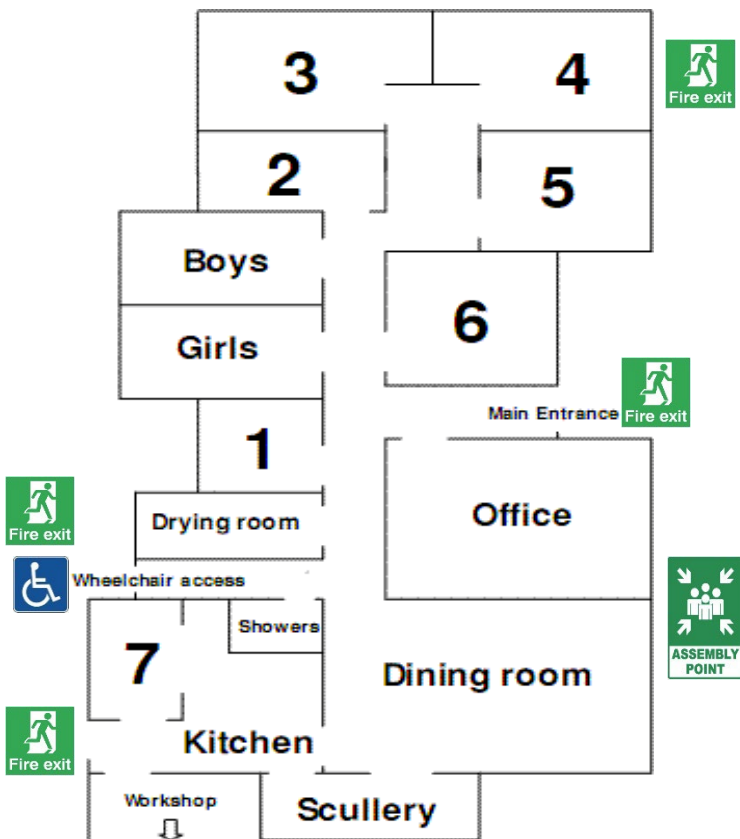 3
4
Fire exit
2
5
Boys
6
Girls
Main Entrance
Fire exit
1
Office
Drying room
Fire exit
Wheelchair access
Showers
ASSEMBLY
POINT
7
Dining room
Kitchen
Fire exit
Workshop
Scullery